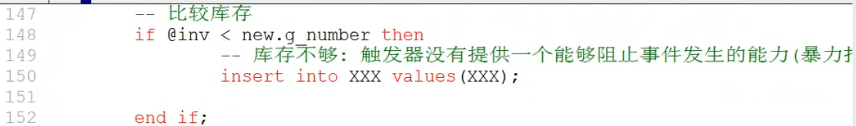 147 -- 比较库存
148 if @inv < new.g_number then
149 -- 库存不够: 触发器没有提供一个能够阻止事件发生的能力(暴力
150 insert into XXX values(XXX);
151
152 end if;